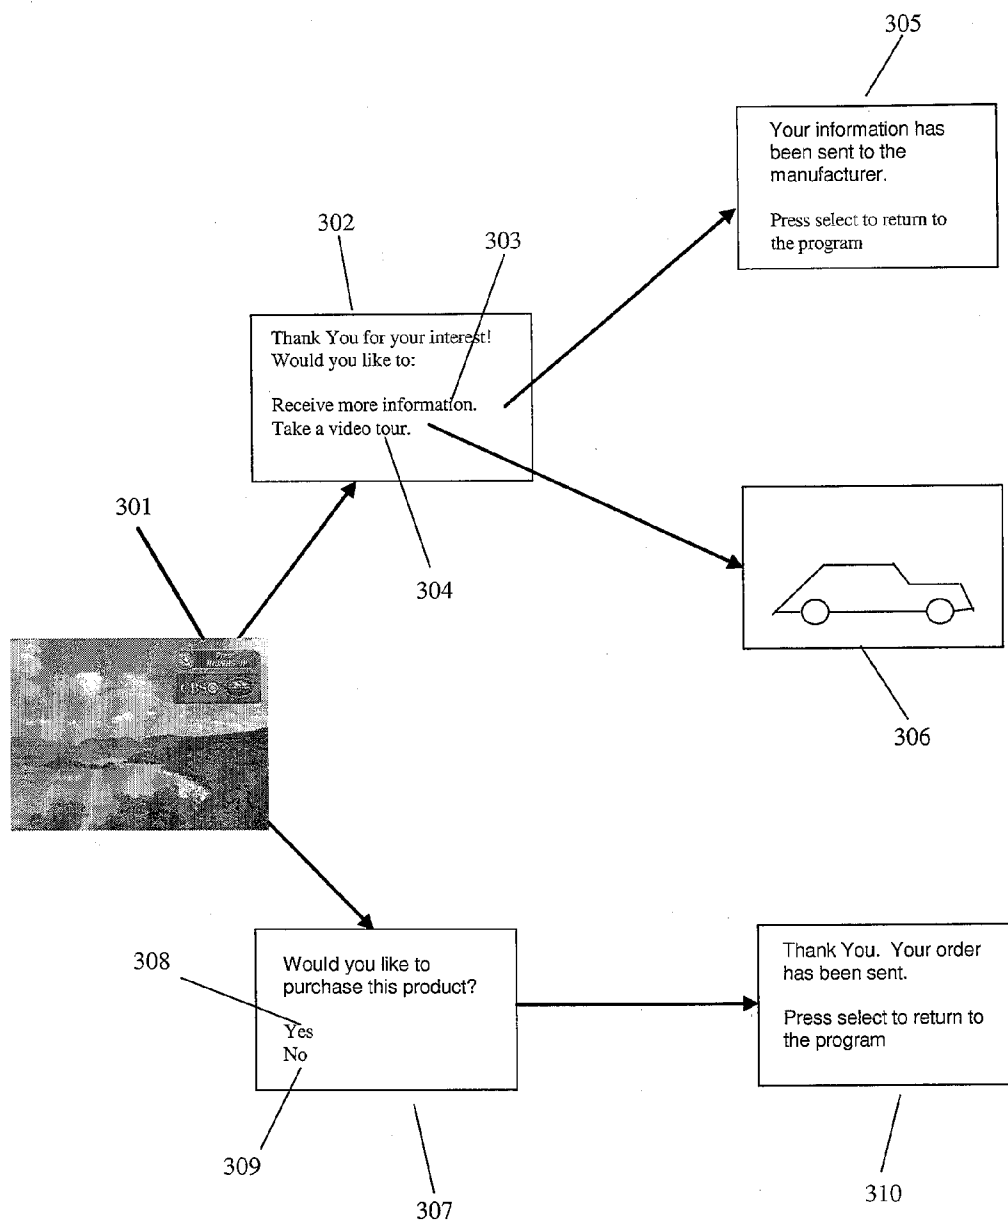 305
Your information has
been sent to the
manufacturer.
Press select to return to
the program
302
303
Thank You for your interest!
Would you like to:
Receive more information.
Take a video tour.
301
304
306
308
Would you like to
purchase this product?
Yes
No
309
307
Thank You. Your order
has been sent.
Press select to return to
the program
310